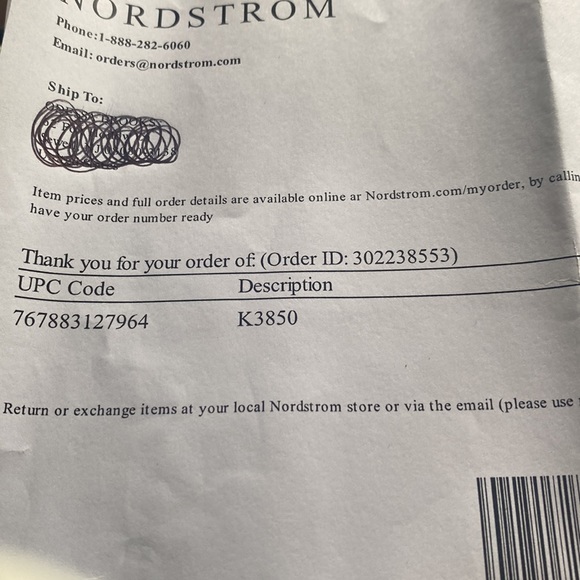 NORDSTROM
Phone:1-888-282-6060
Email: orders@nordstrom.com
Ship To:
Item prices and full order details are available online ar Nordstrom.com/myorder, by callin
have your order number ready
Thank you for your order of: (Order ID: 302238553)
UPC Code Description
767883127964 K3850
Return or exchange items at your local Nordstrom store or via the email (please use